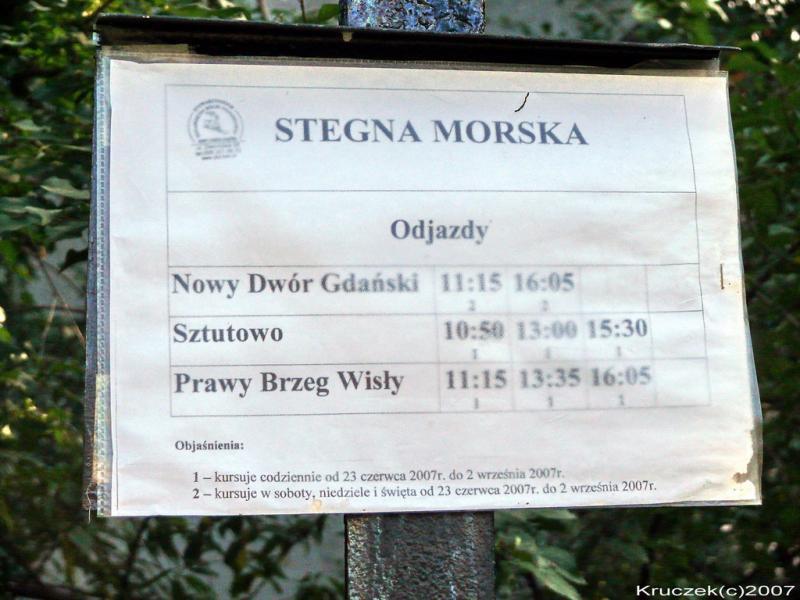 STEGNA MORSKA
Odjazdy
Nowy Dwór Gdański 11:15 16:05
2 2
Sztutowo 10:50 13:00 15:30
1 1 1
Prawy Brzeg Wisły 11:15 13:35 16:05
1 1 1
Objaśnienia:
1 – kursuje codziennie od 23 czerwca 2007r. do 2 września 2007r.
2 – kursuje w soboty, niedziele i święta od 23 czerwca 2007r. do 2 września 2007r.
Kruczek(c)2007